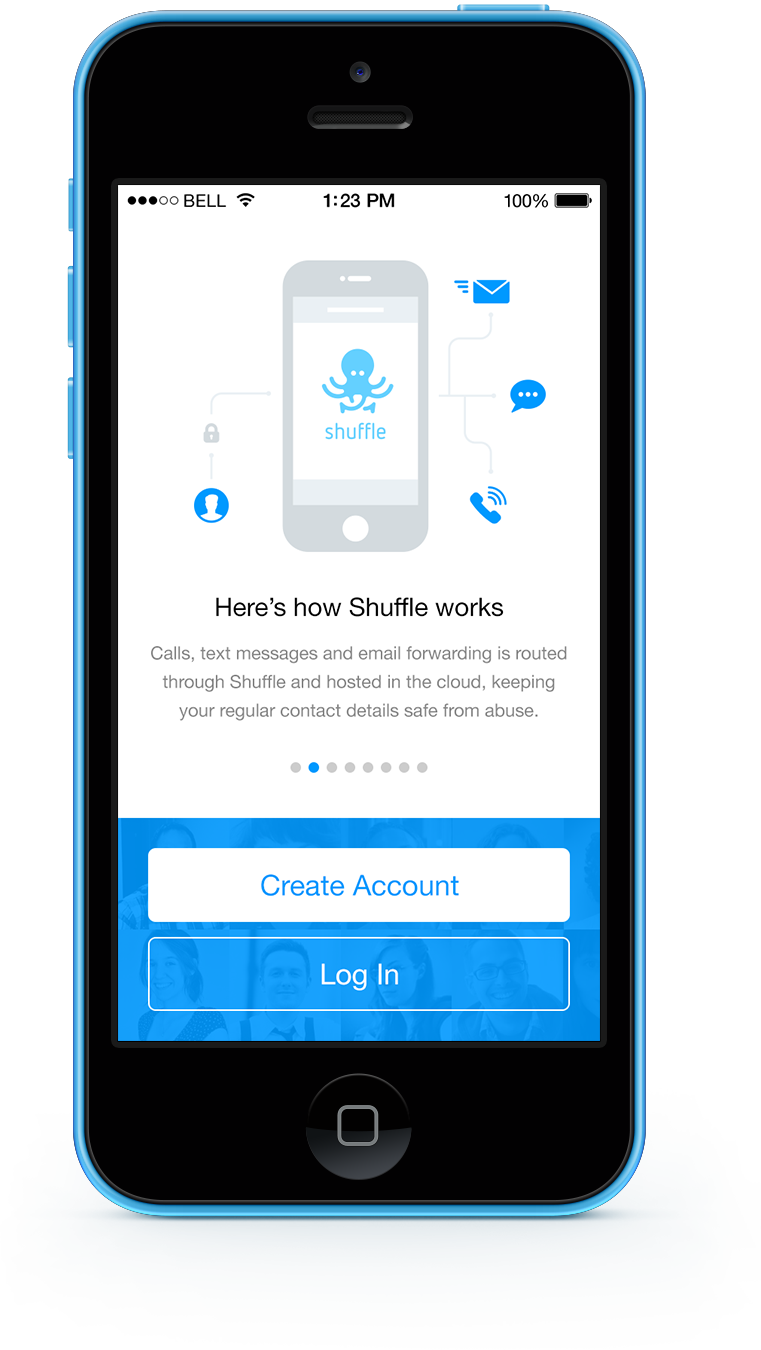 BELL 1:23 PM 100%
shuffle
Here’s how Shuffle works
Calls, text messages and email forwarding is routed
through Shuffle and hosted in the cloud, keeping
your regular contact details safe from abuse.
Create Account
Log In